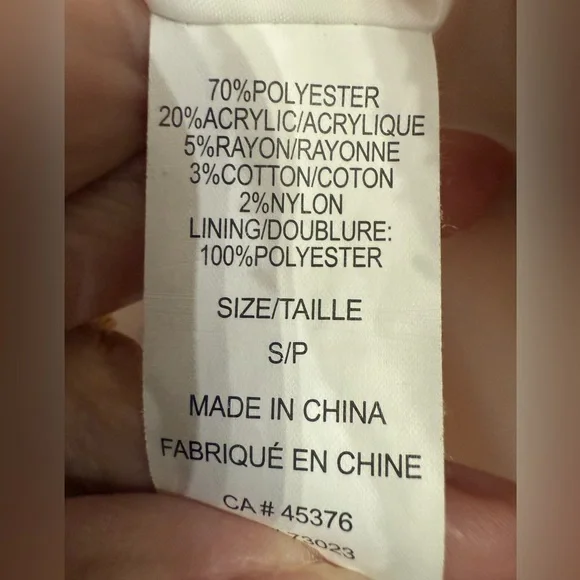 70%POLYESTER
20%ACRYLIC/ACRYLIQUE
5%RAYON/RAYONNE
3%COTTON/COTON
2%NYLON
LINING/DOUBLURE:
100%POLYESTER
SIZE/TAILLE
S/P
MADE IN CHINA
FABRIQUÉ EN CHINE
CA# 45376